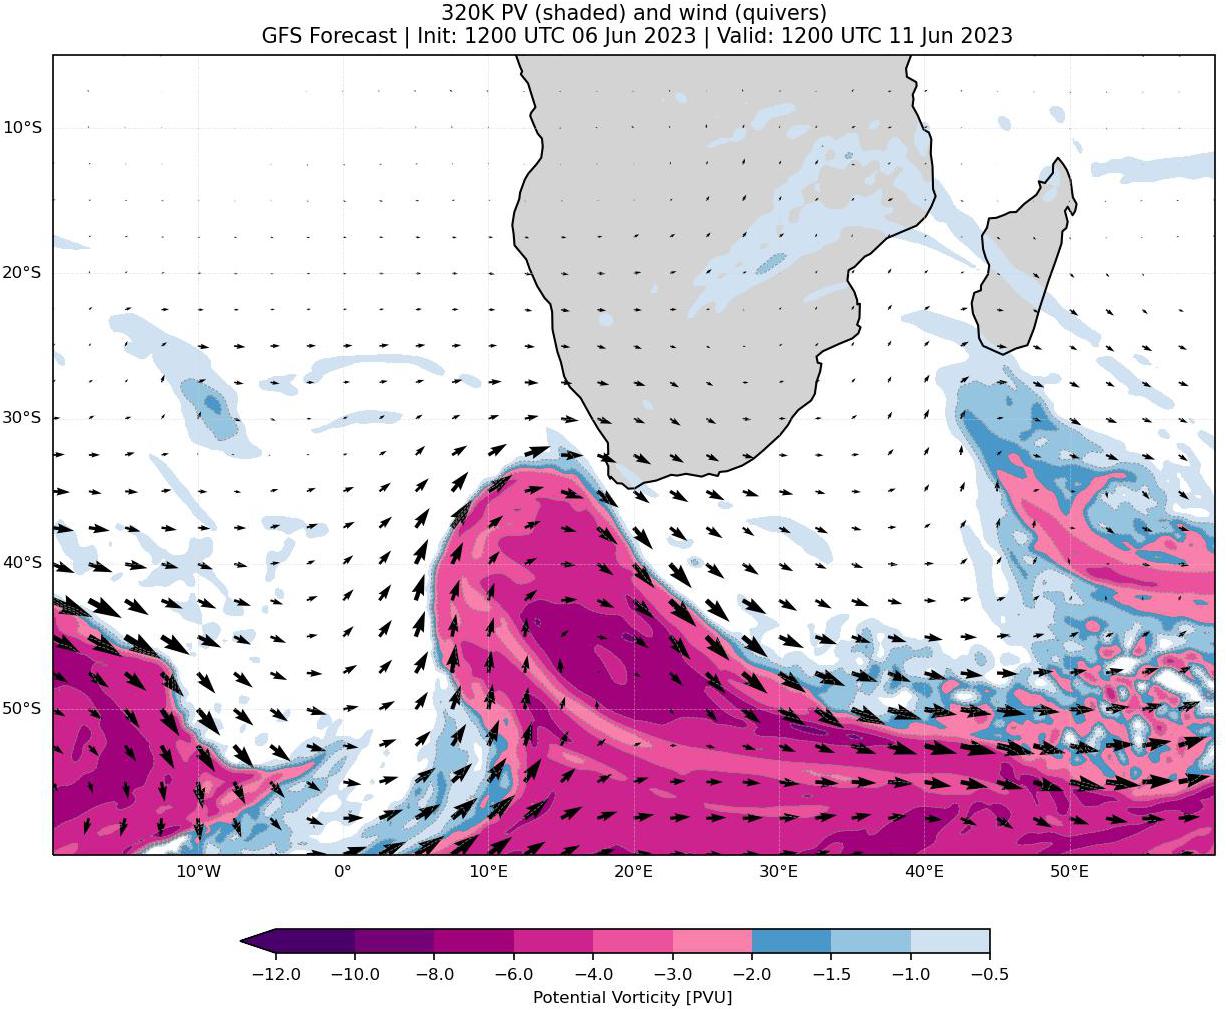 320K PV (shaded) and wind (quivers)
GFS Forecast | Init: 1200 UTC 06 Jun 2023 | Valid: 1200 UTC 11 Jun 2023
10°S
20°S
30°S
40°S
50°S
10°W 0° 10°E 20°E 30°E 40°E 50°E
−12.0 −10.0 −8.0 −6.0 −4.0 −3.0 −2.0 −1.5 −1.0 −0.5
Potential Vorticity [PVU]